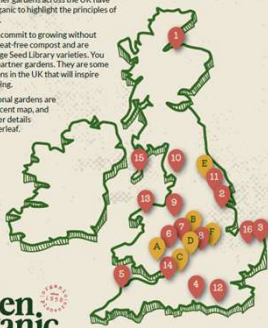 er gardens across the UK have
ganic to highlight the principles of
commit to growing without
eat-free compost and are
ge Seed Library varieties. You
artner gardens. They are some
ns in the UK that will inspire
ing.
onal gardens are
cent map, and
er details
erleaf.
1
15
10
E
11
2
13
9
B
7
6
8
F
16
3
A
D
C
14
5
4
12
en
anic